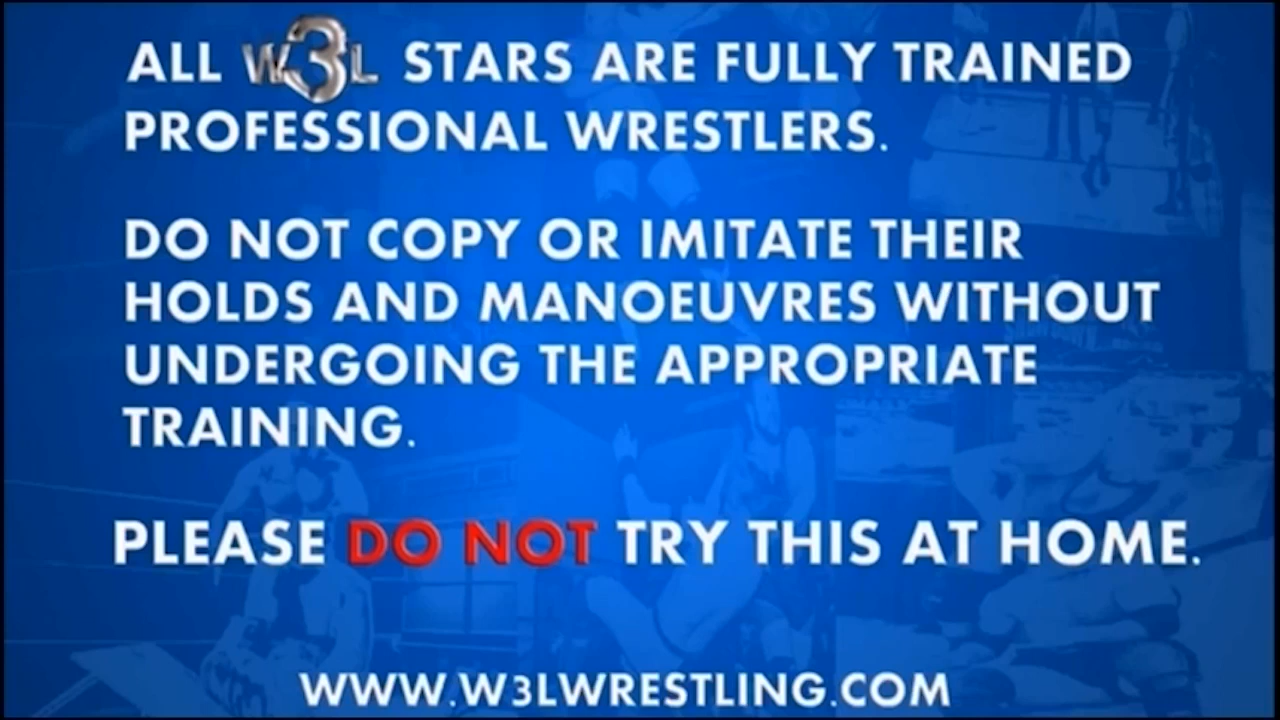 ALL W3L STARS ARE FULLY TRAINED
PROFESSIONAL WRESTLERS.
DO NOT COPY OR IMITATE THEIR
HOLDS AND MANOEUVRES WITHOUT
UNDERGOING THE APPROPRIATE
TRAINING.
PLEASE DO NOT TRY THIS AT HOME.
WWW.W3LWRESTLING.COM